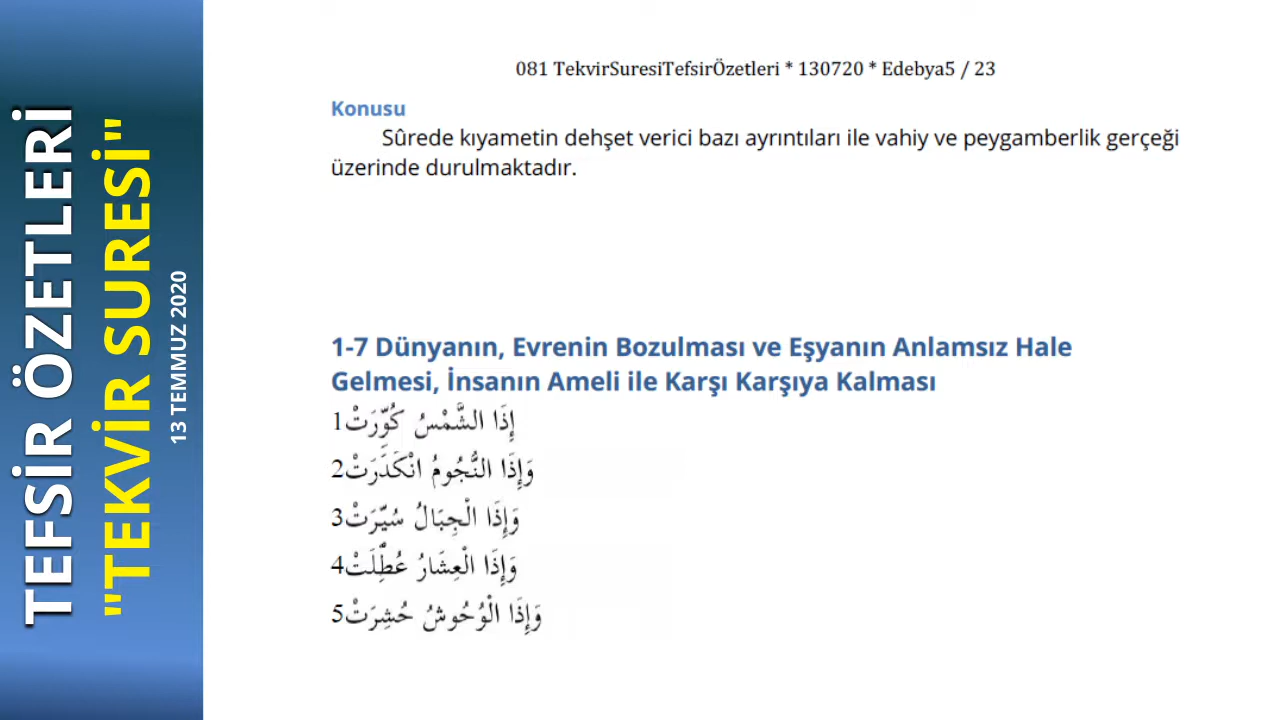 TEFSİR ÖZETLERİ
"TEKVİR SURESİ"
13 TEMMUZ 2020
081 TekvirSuresiTefsirÖzetleri * 130720 * Edebya5 / 23
Konusu
Sûrede kıyametin dehşet verici bazı ayrıntıları ile vahiy ve peygamberlik gerçeği
üzerinde durulmaktadır.
1-7 Dünyanın, Evrenin Bozulması ve Eşyanın Anlamsız Hale
Gelmesi, İnsanın Ameli ile Karşı Karşıya Kalması
إِذَا الشَّمْسُ كُوِّرَتْ1
وَإِذَا النُّجُومُ انْكَدَرَتْ2
وَإِذَا الْجِبَالُ سُيِّرَتْ3
وَإِذَا الْعِشَارُ عُطِّلَتْ4
وَإِذَا الْوُحُوشُ حُشِرَتْ5